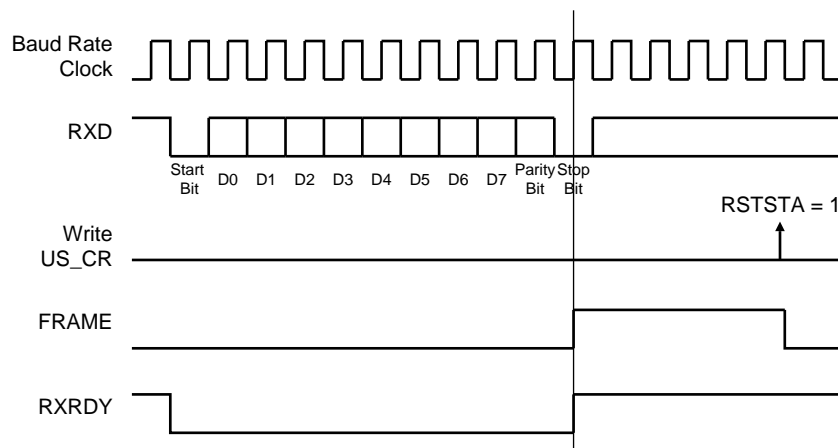 Baud Rate
Clock
RXD
Start
Bit
D0
D1
D2
D3
D4
D5
D6
D7
Parity
Bit
Stop
Bit
RSTSTA = 1
Write
US_CR
FRAME
RXRDY